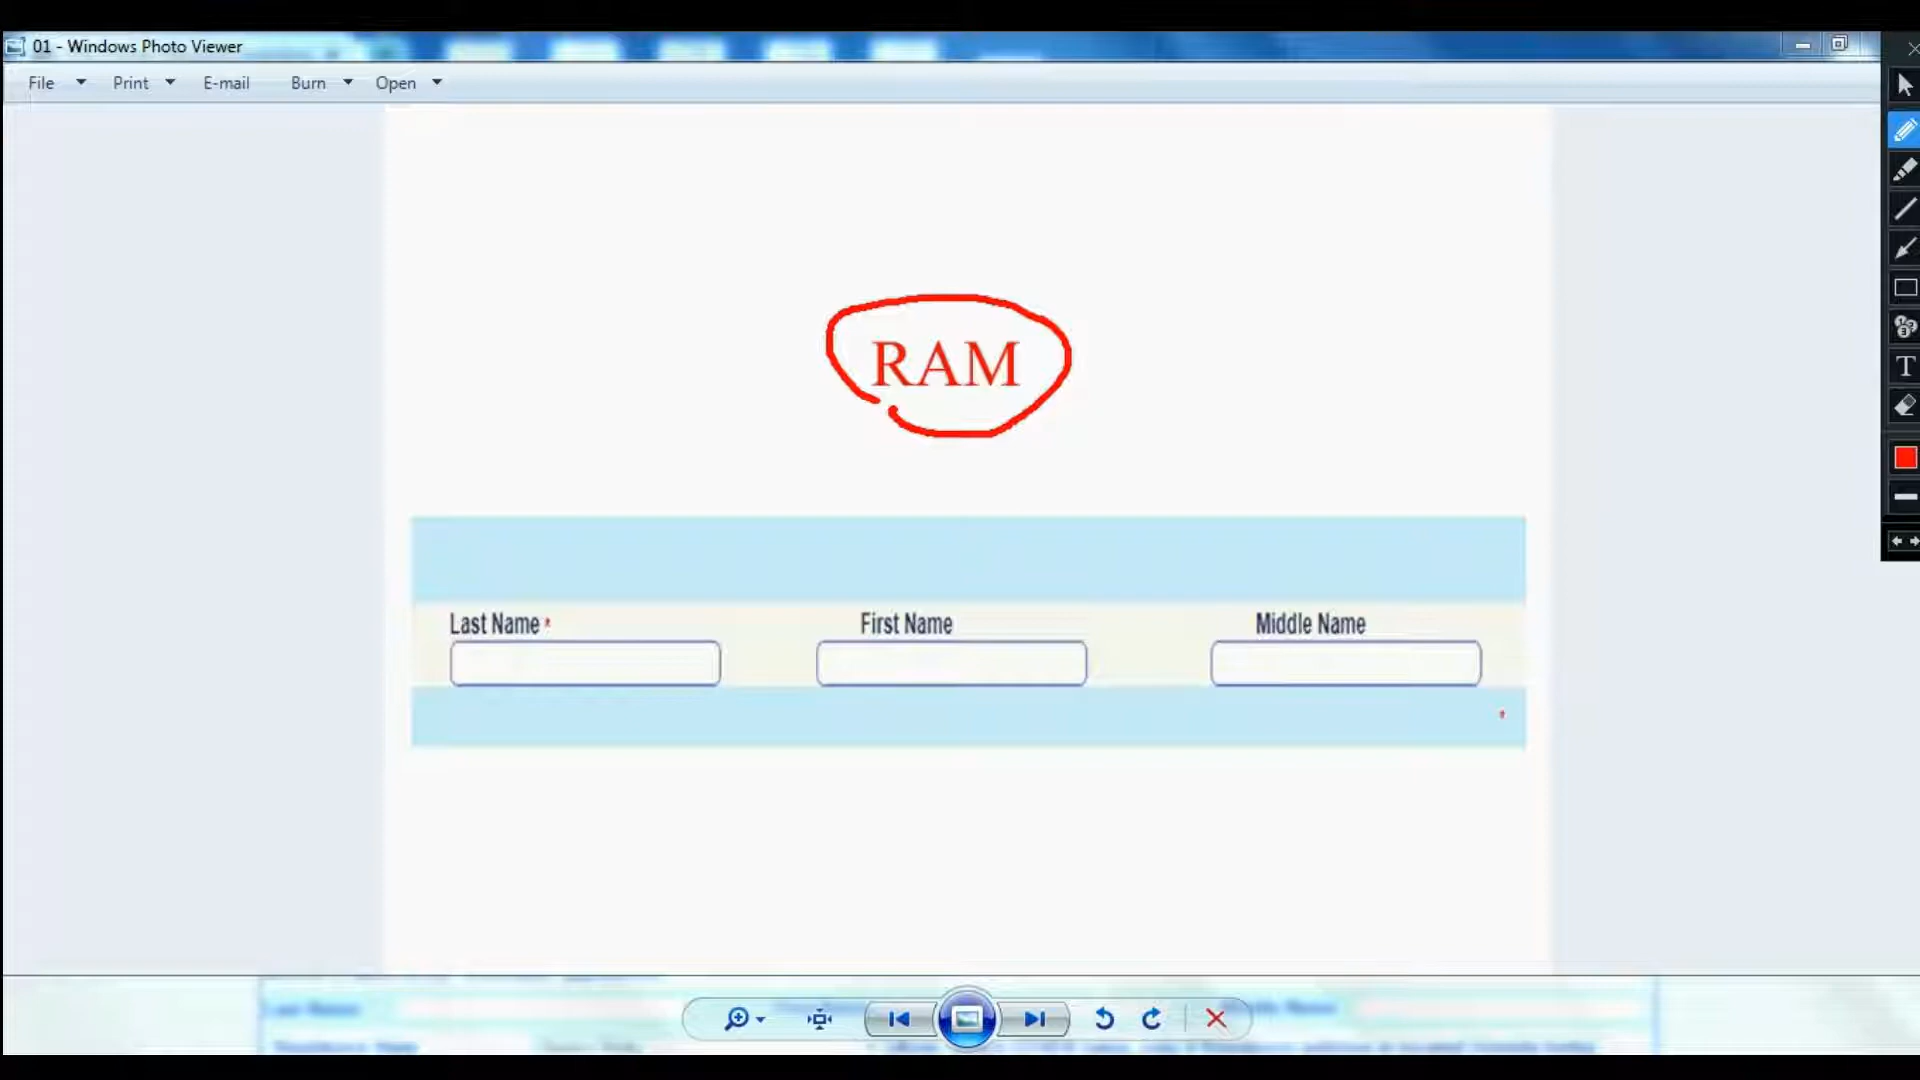 01 - Windows Photo Viewer
File Print E-mail Burn Open
RAM
Last Name * First Name Middle Name
*
T